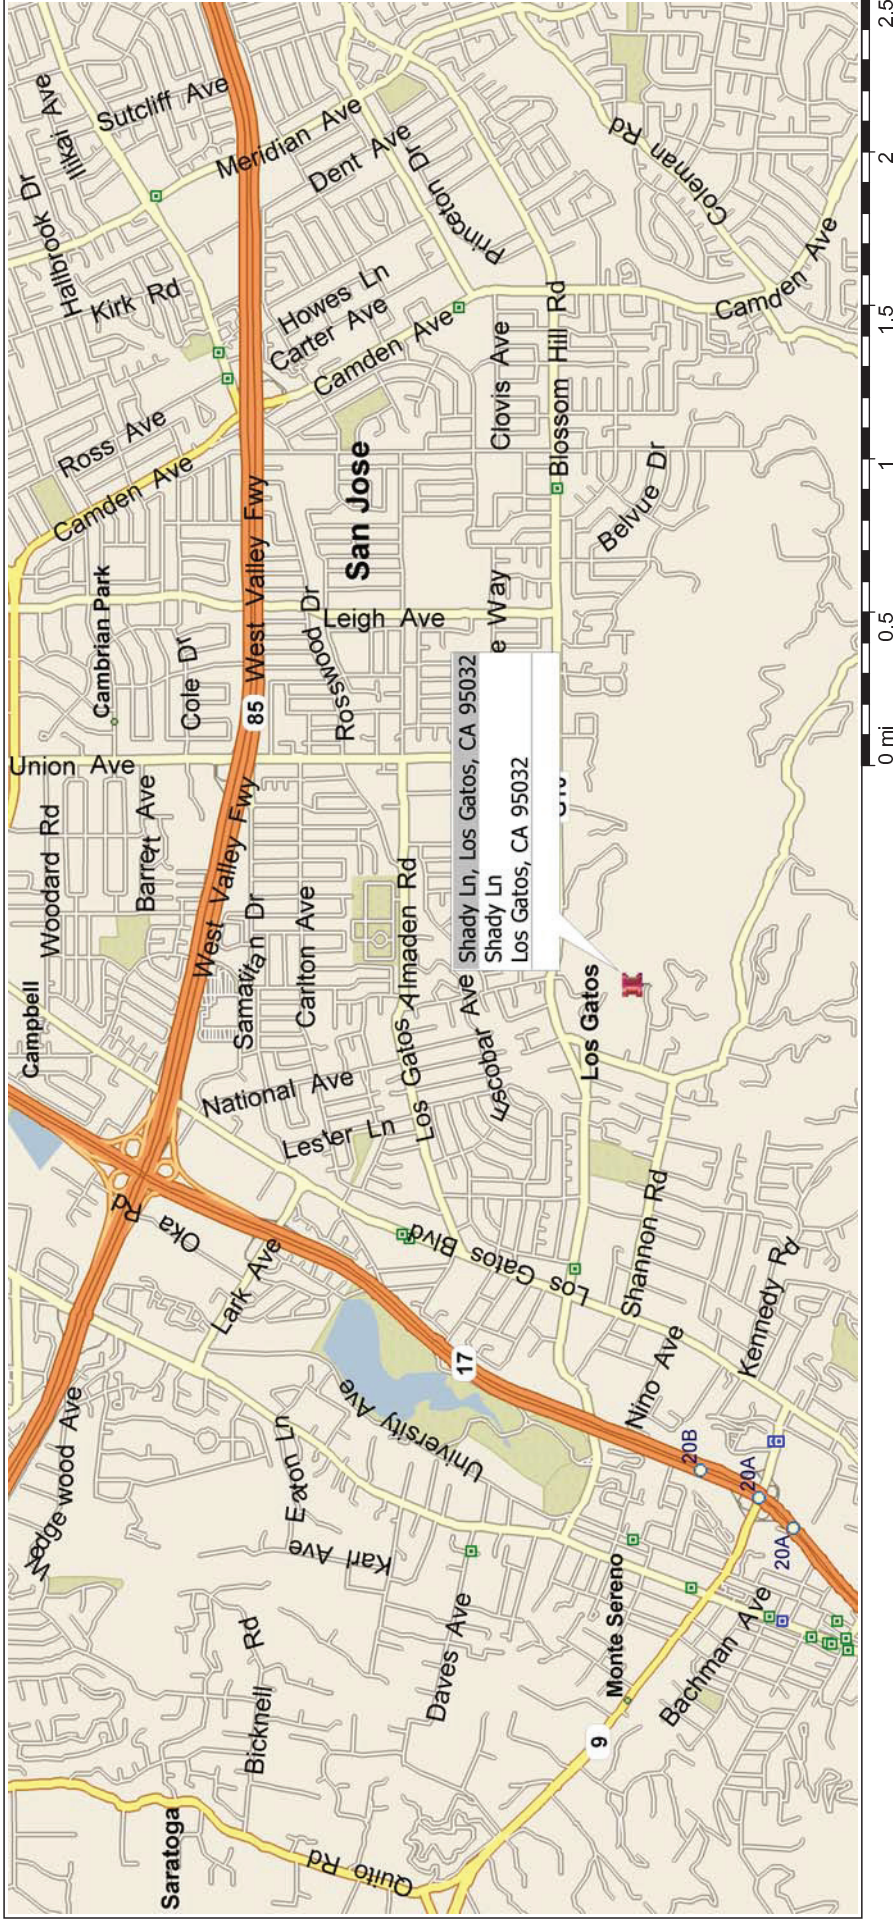 Saratoga
Quito Rd
Bicknell Rd
Wedgewood Ave
Eaton Ln
Karl Ave
Daves Ave
9
Monte Sereno
Bachman Ave
University Ave
Lark Ave
Oka Rd
17
20B
20A
20A
Nino Ave
Kennedy Rd
Shannon Rd
Los Gatos Blvd
Campbell
National Ave
Lester Ln
Los Gatos Almaden Rd
Escobar Ave
Los Gatos
Samaritan Dr
Carlton Ave
Woodard Rd
Barrett Ave
West Valley Fwy
Union Ave
85
West Valley Fwy
Shady Ln, Los Gatos, CA 95032
Shady Ln
Los Gatos, CA 95032
Cambrian Park
Cole Dr
Rosswood Dr
Leigh Ave
e Way
San Jose
Belvue Dr
Camden Ave
Ross Ave
Clovis Ave
Blossom Hill Rd
Camden Ave
Carter Ave
Howes Ln
Kirk Rd
Hallbrook Dr
Ilikai Ave
Sutcliff Ave
Meridian Ave
Dent Ave
Princeton Dr
Coleman Rd
Camden Ave
0 mi
0.5
1
1.5
2
2.5